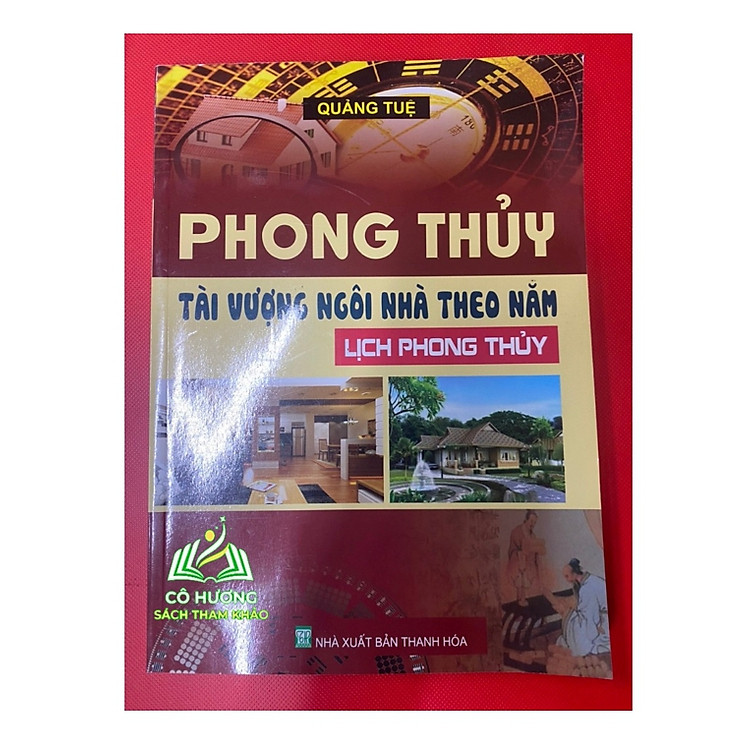 QUẢNG TUỆ
PHONG THỦY
TÀI VƯỢNG NGÔI NHÀ THEO NĂM
LỊCH PHONG THỦY
CÔ HƯƠNG
SÁCH THAM KHẢO
NHÀ XUẤT BẢN THANH HÓA